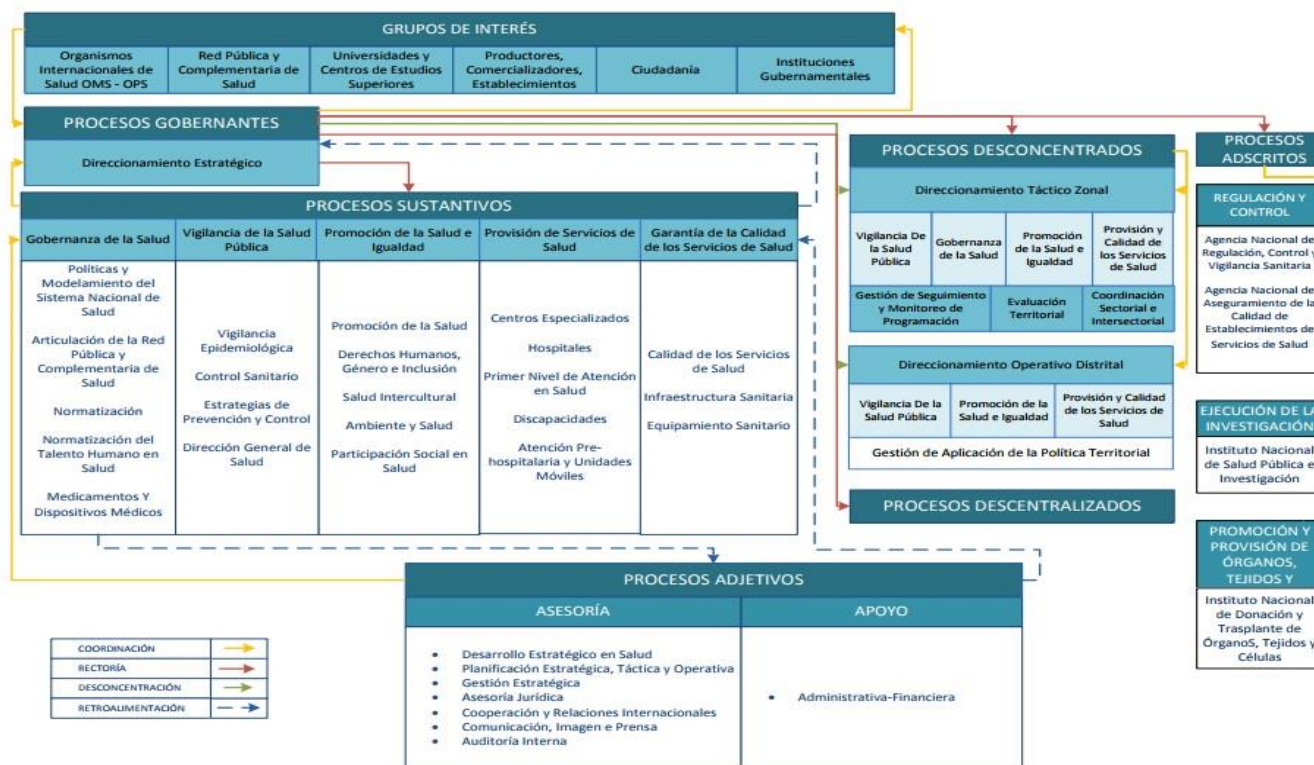 GRUPOS DE INTERÉS
Organismos
Internacionales de
Salud OMS - OPS
Red Pública y
Complementaria de
Salud
Universidades y
Centros de Estudios
Superiores
Productores,
Comercializadores,
Establecimientos
Ciudadanía
Instituciones
Gubernamentales
PROCESOS GOBERNANTES
Direccionamiento Estratégico
PROCESOS SUSTANTIVOS
Gobernanza de la Salud
Políticas y
Modelamiento del
Sistema Nacional de
Salud
Articulación de la Red
Pública y
Complementaria de
Salud
Normatización
Normatización del
Talento Humano en
Salud
Medicamentos Y
Dispositivos Médicos
Vigilancia de la Salud
Pública
Vigilancia
Epidemiológica
Control Sanitario
Estrategias de
Prevención y Control
Dirección General de
Salud
Promoción de la Salud e
Igualdad
Promoción de la Salud
Derechos Humanos,
Género e Inclusión
Salud Intercultural
Ambiente y Salud
Participación Social en
Salud
Provisión de Servicios de
Salud
Centros Especializados
Hospitales
Primer Nivel de Atención
en Salud
Discapacidades
Atención Pre-
hospitalaria y Unidades
Móviles
Garantía de la Calidad
de los Servicios de Salud
Calidad de los Servicios
de Salud
Infraestructura Sanitaria
Equipamiento Sanitario
PROCESOS DESCONCENTRADOS
Direccionamiento Táctico Zonal
Vigilancia De
la Salud
Pública
Gobernanza
de la Salud
Promoción
de la Salud e
Igualdad
Provisión y
Calidad de
los Servicios
de Salud
Gestión de Seguimiento
y Monitoreo de
Programación
Evaluación
Territorial
Coordinación
Sectorial e
Intersectorial
Direccionamiento Operativo Distrital
Vigilancia De la
Salud Pública
Promoción de la
Salud e Igualdad
Provisión y Calidad
de los Servicios de
Salud
Gestión de Aplicación de la Política Territorial
PROCESOS DESCENTRALIZADOS
PROCESOS
ADSCRITOS
REGULACIÓN Y
CONTROL
Agencia Nacional de
Regulación, Control y
Vigilancia Sanitaria
Agencia Nacional de
Aseguramiento de la
Calidad de
Establecimientos de
Servicios de Salud
EJECUCIÓN DE LA
INVESTIGACIÓN
Instituto Nacional
de Salud Pública e
Investigación
PROMOCIÓN Y
PROVISIÓN DE
ÓRGANOS,
TEJIDOS Y
Instituto Nacional
de Donación y
Trasplante de
ÓrganoS, Tejidos y
Células
PROCESOS ADJETIVOS
ASESORÍA
• Desarrollo Estratégico en Salud
• Planificación Estratégica, Táctica y Operativa
• Gestión Estratégica
• Asesoría Jurídica
• Cooperación y Relaciones Internacionales
• Comunicación, Imagen e Prensa
• Auditoría Interna
APOYO
• Administrativa-Financiera
COORDINACIÓN
RECTORÍA
DESCONCENTRACIÓN
RETROALIMENTACIÓN